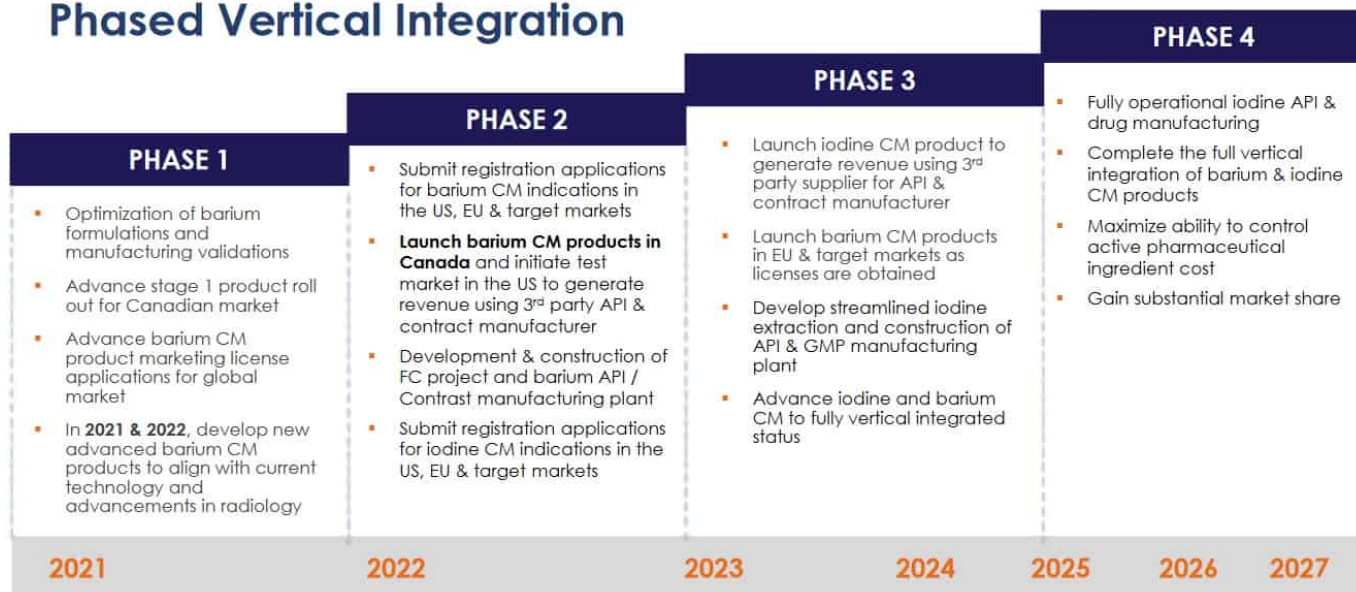 Phased Vertical Integration
PHASE 1
Optimization of barium
formulations and
manufacturing validations
Advance stage 1 product roll
out for Canadian market
Advance barium CM
product marketing license
applications for global
market
In 2021 & 2022, develop new
advanced barium CM
products to align with current
technology and
advancements in radiology
PHASE 2
Submit registration applications
for barium CM indications in
the US, EU & target markets
Launch barium CM products in
Canada and initiate test
market in the US to generate
revenue using 3rd party API &
contract manufacturer
Development & construction of
FC project and barium API /
Contrast manufacturing plant
Submit registration applications
for iodine CM indications in the
US, EU & target markets
PHASE 3
Launch iodine CM product to
generate revenue using 3rd
party supplier for API &
contract manufacturer
Launch barium CM products
in EU & target markets as
licenses are obtained
Develop streamlined iodine
extraction and construction of
API & GMP manufacturing
plant
Advance iodine and barium
CM to fully vertical integrated
status
PHASE 4
Fully operational iodine API &
drug manufacturing
Complete the full vertical
integration of barium & iodine
CM products
Maximize ability to control
active pharmaceutical
ingredient cost
Gain substantial market share
2021 2022 2023 2024 2025 2026 2027